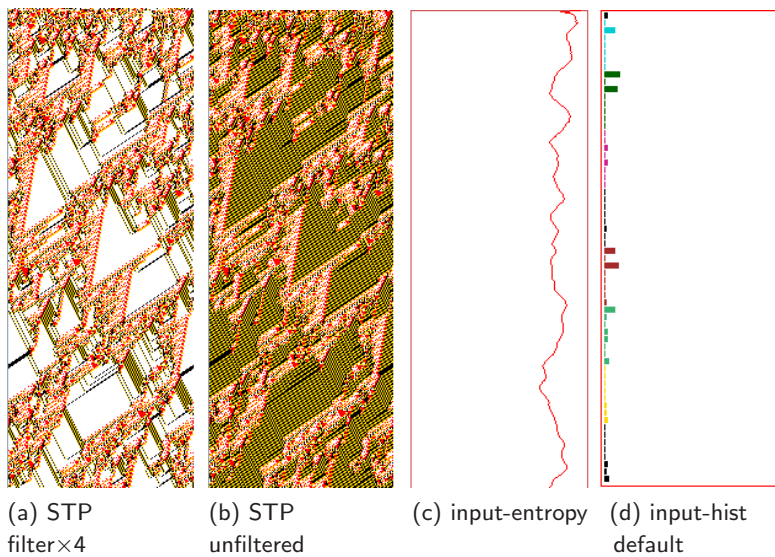 (a) STP
filter×4
(b) STP
unfiltered
(c) input-entropy
(d) input-hist
default